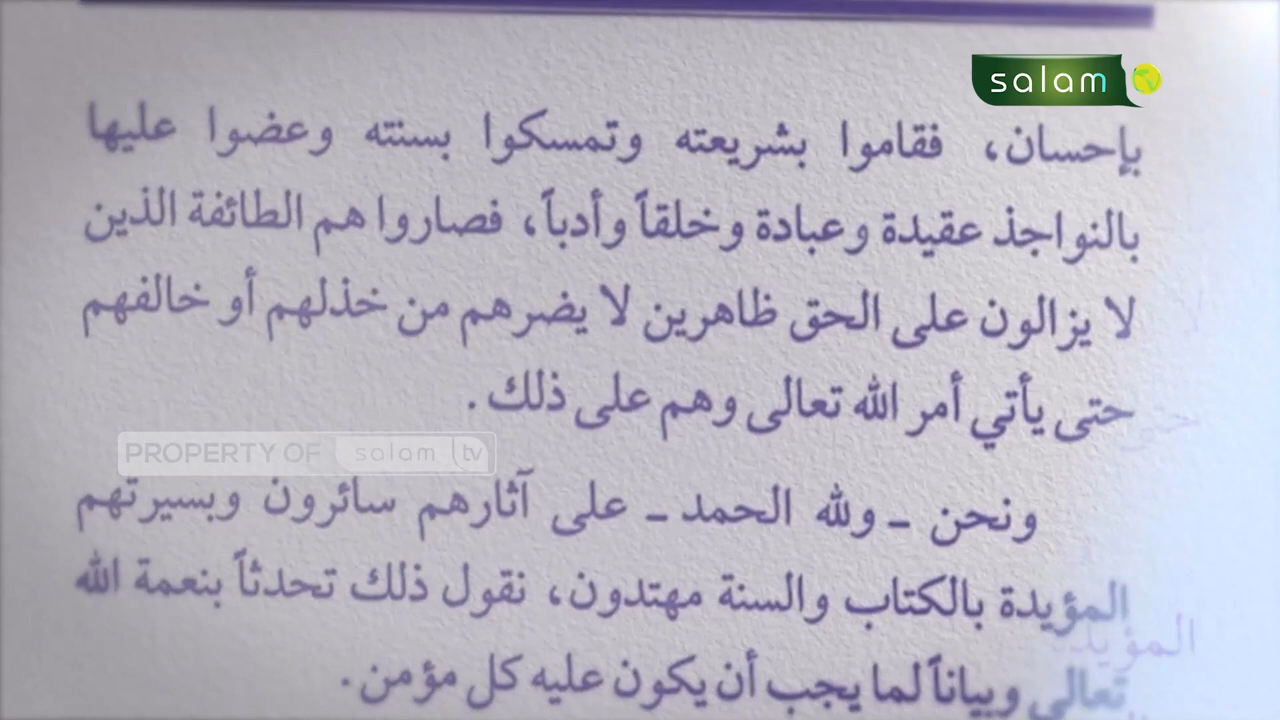 salam
بإحسان، فقاموا بشريعته وتمسكوا بسنته وعضوا عليها
بالنواجذ عقيدة وعبادة وخلقاً وأدباً، فصاروا هم الطائفة الذين
لا يزالون على الحق ظاهرين لا يضرهم من خذلهم أو خالفهم
حتى يأتي أمر الله تعالى وهم على ذلك.
PROPERTY OF salam tv
ونحن ـ ولله الحمد ـ على آثارهم سائرون وبسيرتهم
المؤيدة بالكتاب والسنة مهتدون، نقول ذلك تحدثاً بنعمة الله
تعالى وبياناً لما يجب أن يكون عليه كل مؤمن.